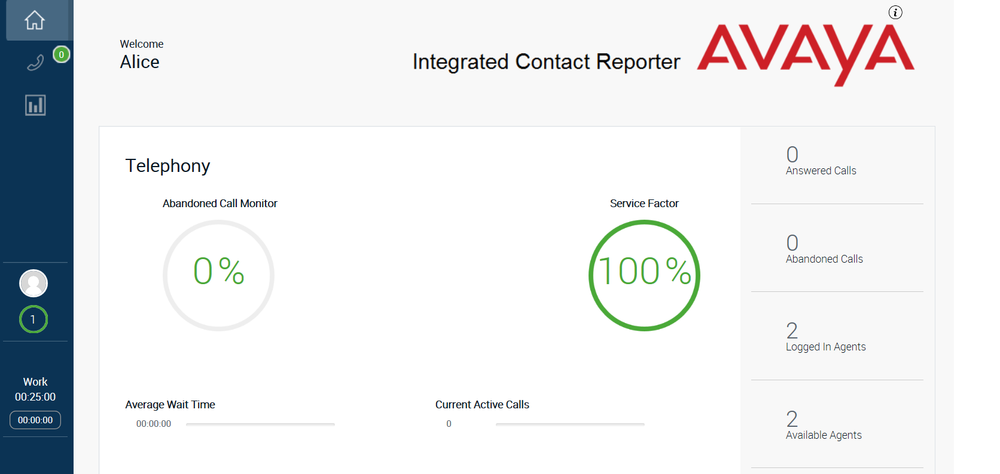 0
1
Work
00:25:00
00:00:00
Welcome
Alice
Integrated Contact Reporter
AVAYA
i
Telephony
Abandoned Call Monitor
0%
Service Factor
100%
Average Wait Time
00:00:00
Current Active Calls
0
0
Answered Calls
0
Abandoned Calls
2
Logged In Agents
2
Available Agents